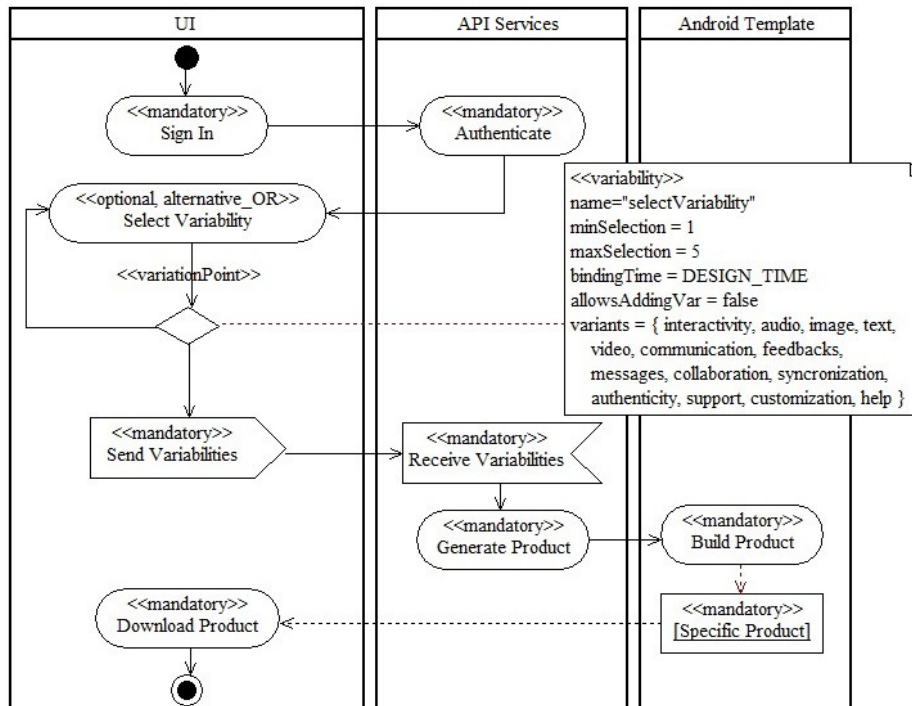 UI
API Services
Android Template
<<mandatory>>
Sign In
<<mandatory>>
Authenticate
<<optional, alternative_OR>>
Select Variability
<<variationPoint>>
<<variability>>
name="selectVariability"
minSelection = 1
maxSelection = 5
bindingTime = DESIGN_TIME
allowsAddingVar = false
variants = { interactivity, audio, image, text,
video, communication, feedbacks,
messages, collaboration, syncronization,
authenticity, support, customization, help }
<<mandatory>>
Send Variabilities
<<mandatory>>
Receive Variabilities
<<mandatory>>
Generate Product
<<mandatory>>
Build Product
<<mandatory>>
[Specific Product]
<<mandatory>>
Download Product